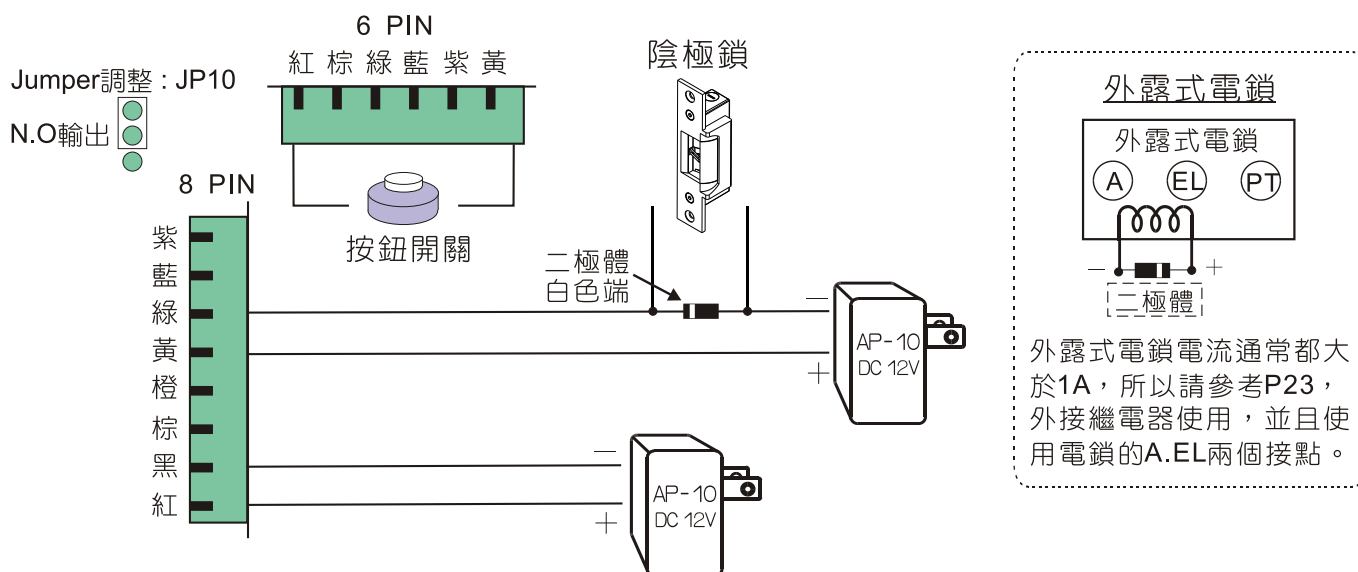 6 PIN
紅 棕 綠 藍 紫 黃
Jumper調整 : JP10
N.O輸出
按鈕開關
陰極鎖
8 PIN
紫
藍
綠
黃
橙
棕
黑
紅
二極體
白色端
－
AP-10
DC 12V
+
－
AP-10
DC 12V
+
外露式電鎖
外露式電鎖
A EL PT
－ +
二極體
外露式電鎖電流通常都大
於1A，所以請參考P23，
外接繼電器使用，並且使
用電鎖的A.EL兩個接點。